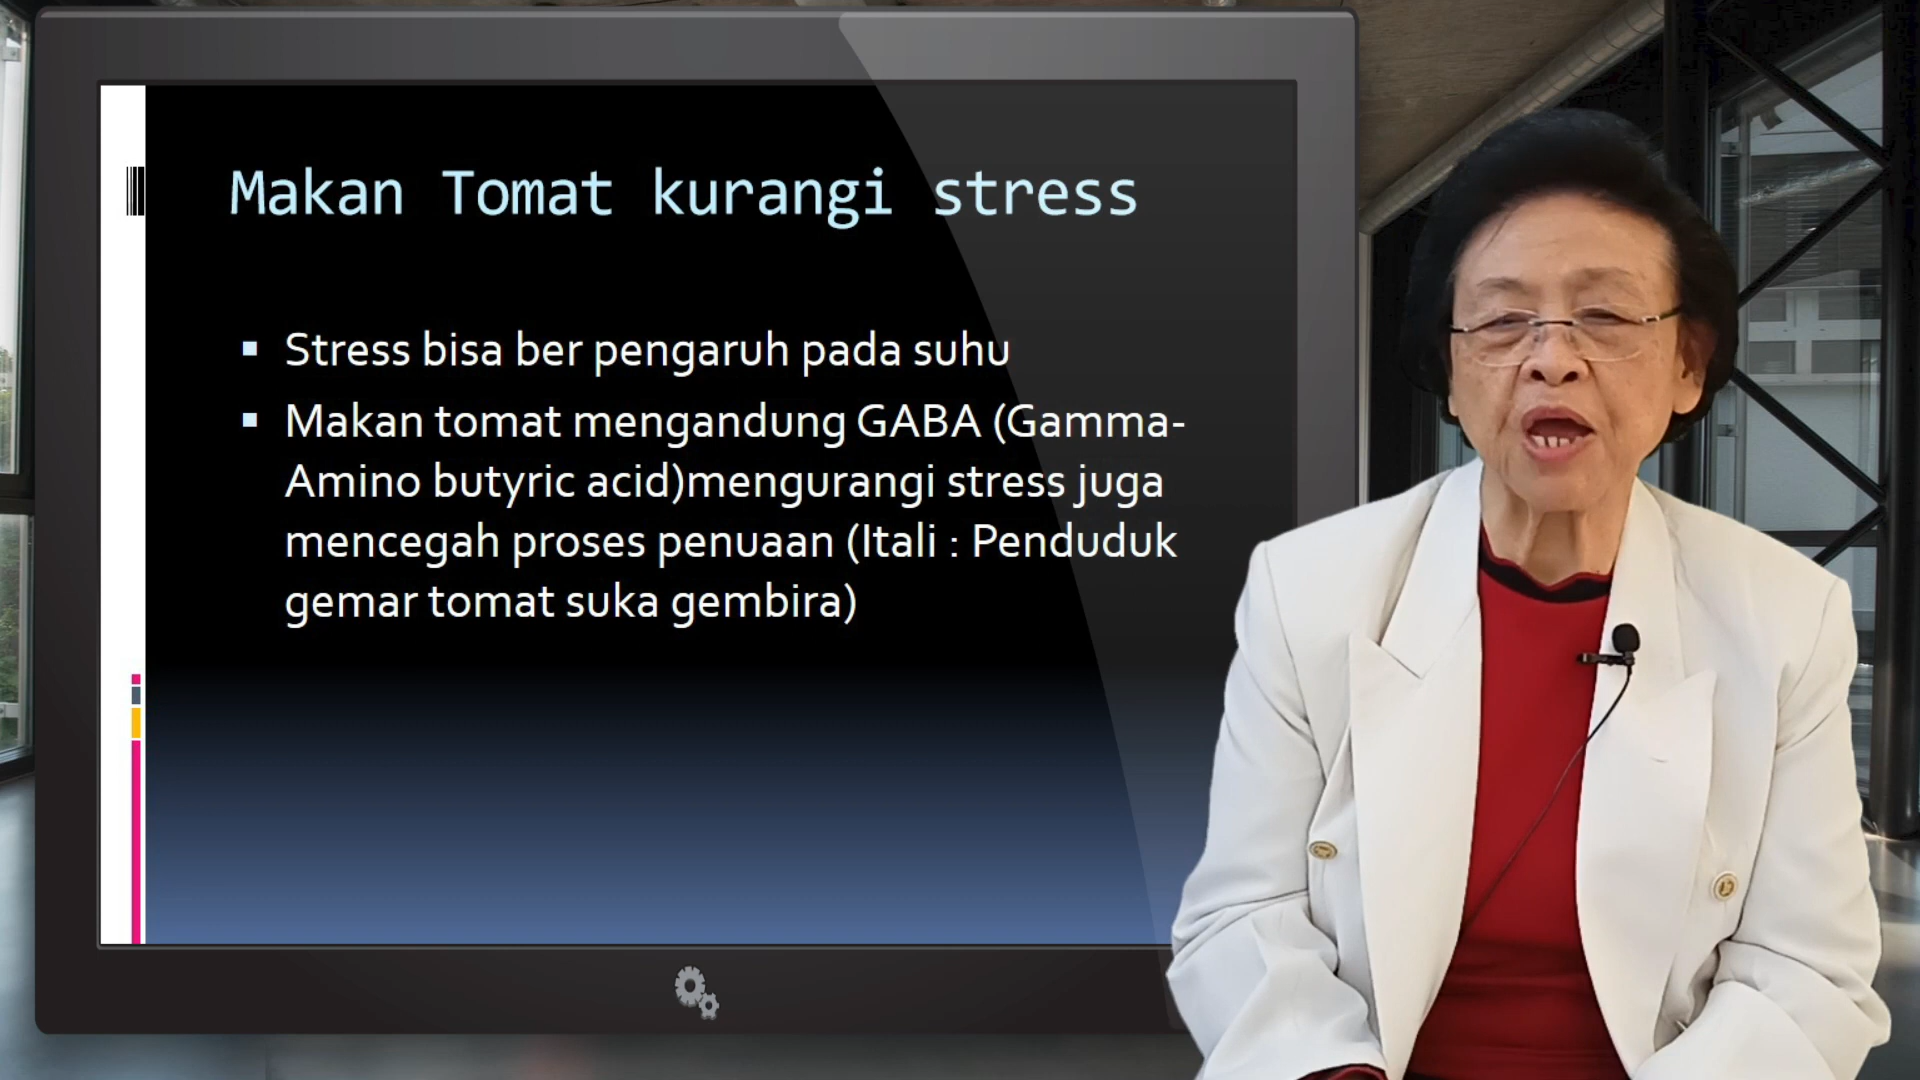 Makan Tomat kurangi stress
Stress bisa ber pengaruh pada suhu
Makan tomat mengandung GABA (Gamma-
Amino butyric acid)mengurangi stress juga
mencegah proses penuaan (Itali : Penduduk
gemar tomat suka gembira)